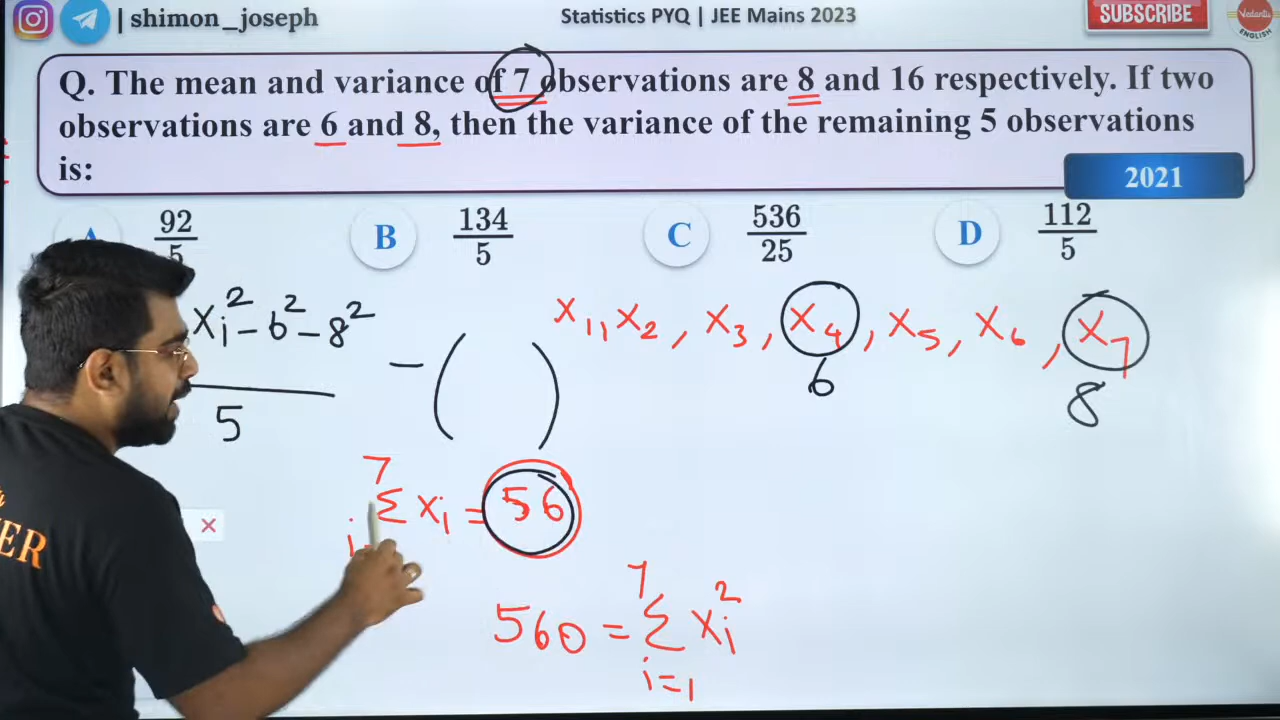 | shimon_joseph
Statistics PYQ | JEE Mains 2023
SUBSCRIBE
Vedantu
ENGLISH
Q. The mean and variance of 7 observations are 8 and 16 respectively. If two
observations are 6 and 8, then the variance of the remaining 5 observations
is:
2021
A 92/5
B 134/5
C 536/25
D 112/5
xi² - 6² - 8²
5
- ( )
x1, x2, x3, x4, x5, x6, x7
6
8
7
Σ xi = 56
i
7
560 = Σ xi²
i=1
ER